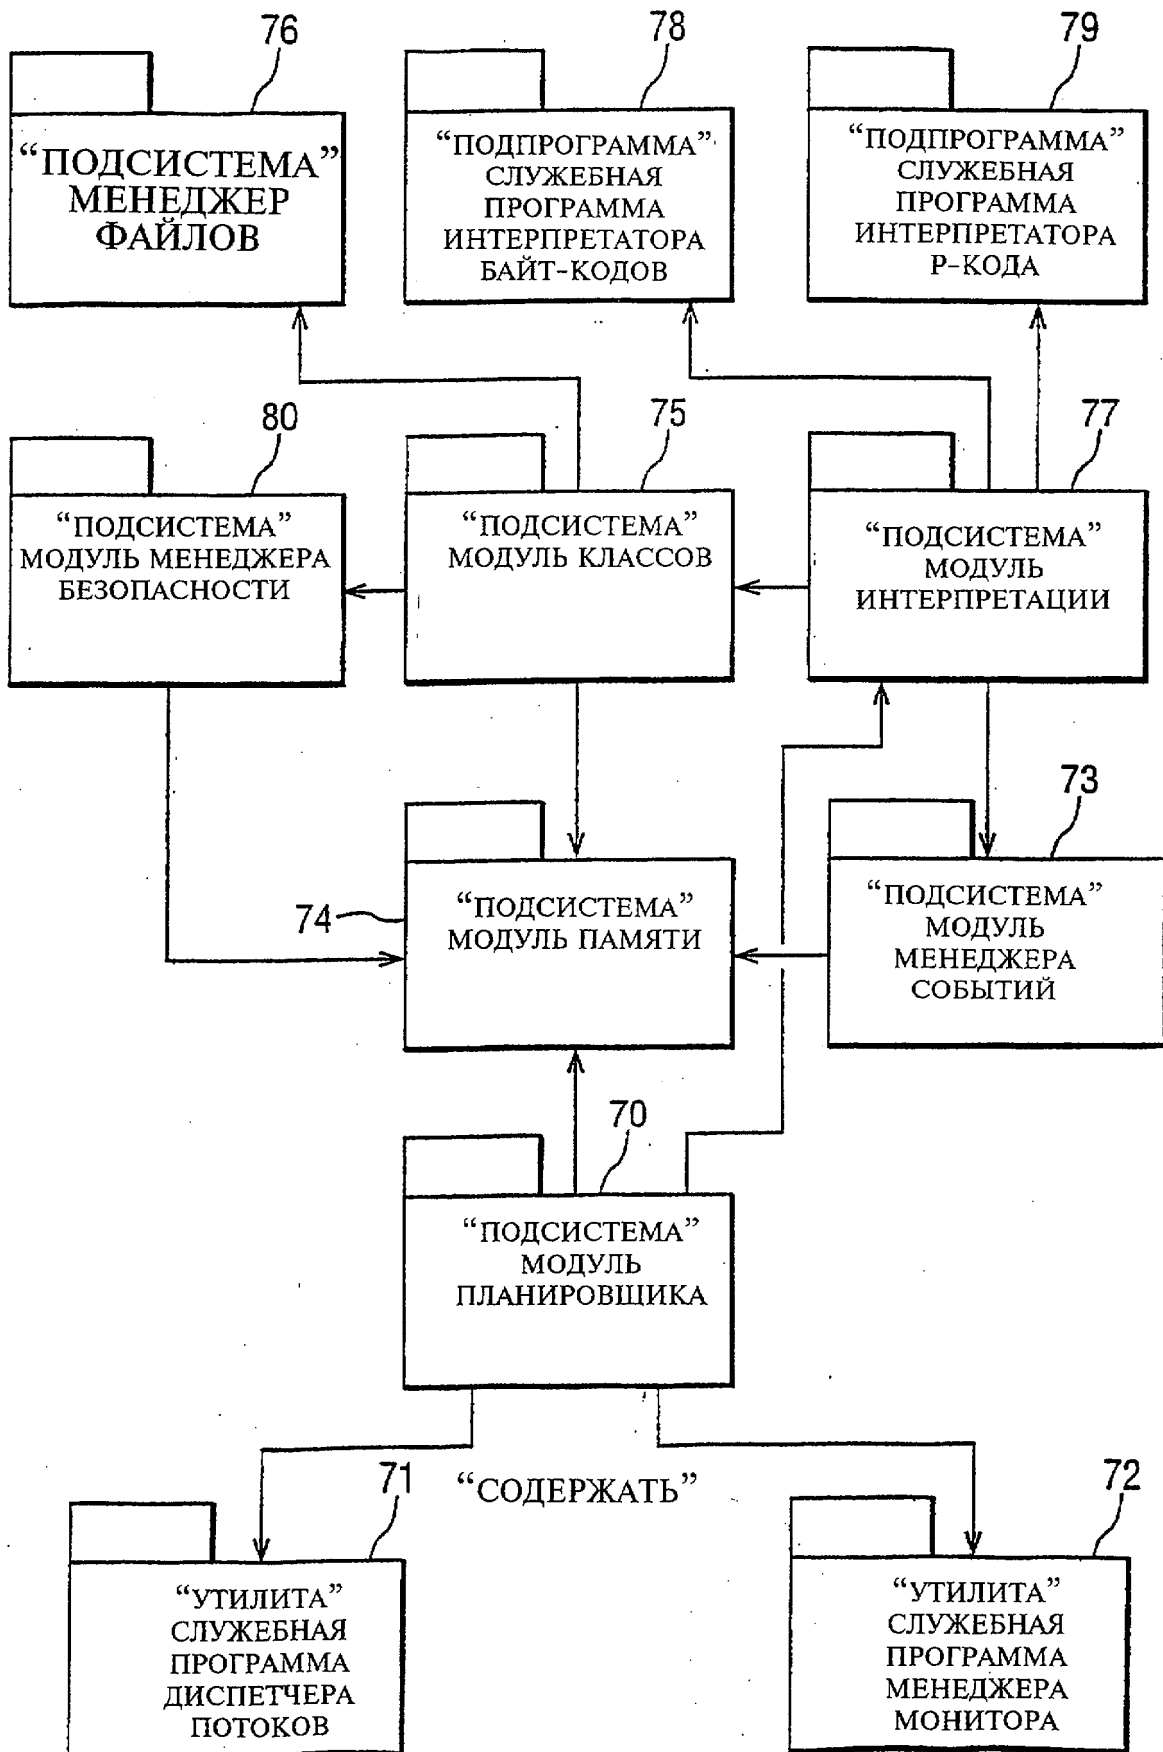 76
78
79
“ПОДСИСТЕМА”
МЕНЕДЖЕР
ФАЙЛОВ
“ПОДПРОГРАММА”
СЛУЖЕБНАЯ
ПРОГРАММА
ИНТЕРПРЕТАТОРА
БАЙТ-КОДОВ
“ПОДПРОГРАММА”
СЛУЖЕБНАЯ
ПРОГРАММА
ИНТЕРПРЕТАТОРА
Р-КОДА
80
75
77
“ПОДСИСТЕМА”
МОДУЛЬ МЕНЕДЖЕРА
БЕЗОПАСНОСТИ
“ПОДСИСТЕМА”
МОДУЛЬ КЛАССОВ
“ПОДСИСТЕМА”
МОДУЛЬ
ИНТЕРПРЕТАЦИИ
74
“ПОДСИСТЕМА”
МОДУЛЬ ПАМЯТИ
73
“ПОДСИСТЕМА”
МОДУЛЬ
МЕНЕДЖЕРА
СОБЫТИЙ
70
“ПОДСИСТЕМА”
МОДУЛЬ
ПЛАНИРОВЩИКА
“СОДЕРЖАТЬ”
71
72
“УТИЛИТА”
СЛУЖЕБНАЯ
ПРОГРАММА
ДИСПЕТЧЕРА
ПОТОКОВ
“УТИЛИТА”
СЛУЖЕБНАЯ
ПРОГРАММА
МЕНЕДЖЕРА
МОНИТОРА